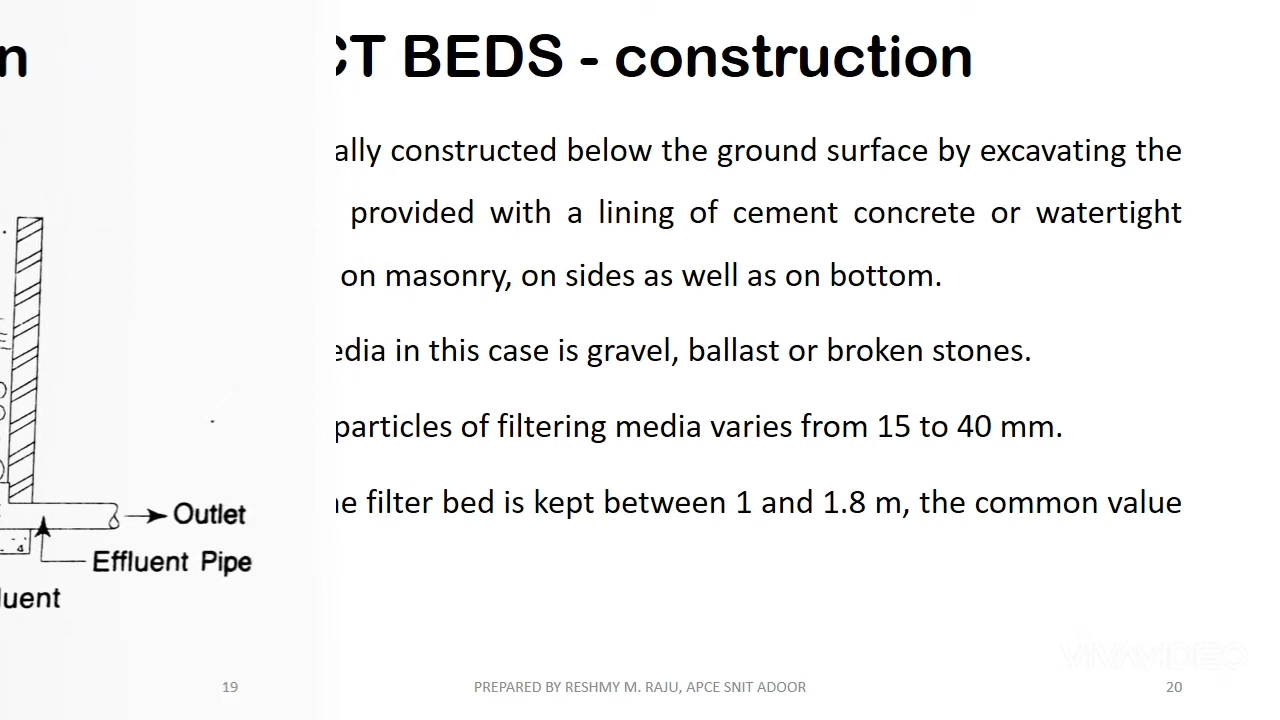 n
CT BEDS - construction
ally constructed below the ground surface by excavating the
provided with a lining of cement concrete or watertight
on masonry, on sides as well as on bottom.
edia in this case is gravel, ballast or broken stones.
particles of filtering media varies from 15 to 40 mm.
he filter bed is kept between 1 and 1.8 m, the common value
Outlet
Effluent Pipe
luent
VIVAVIDEO
19
PREPARED BY RESHMY M. RAJU, APCE SNIT ADOOR
20